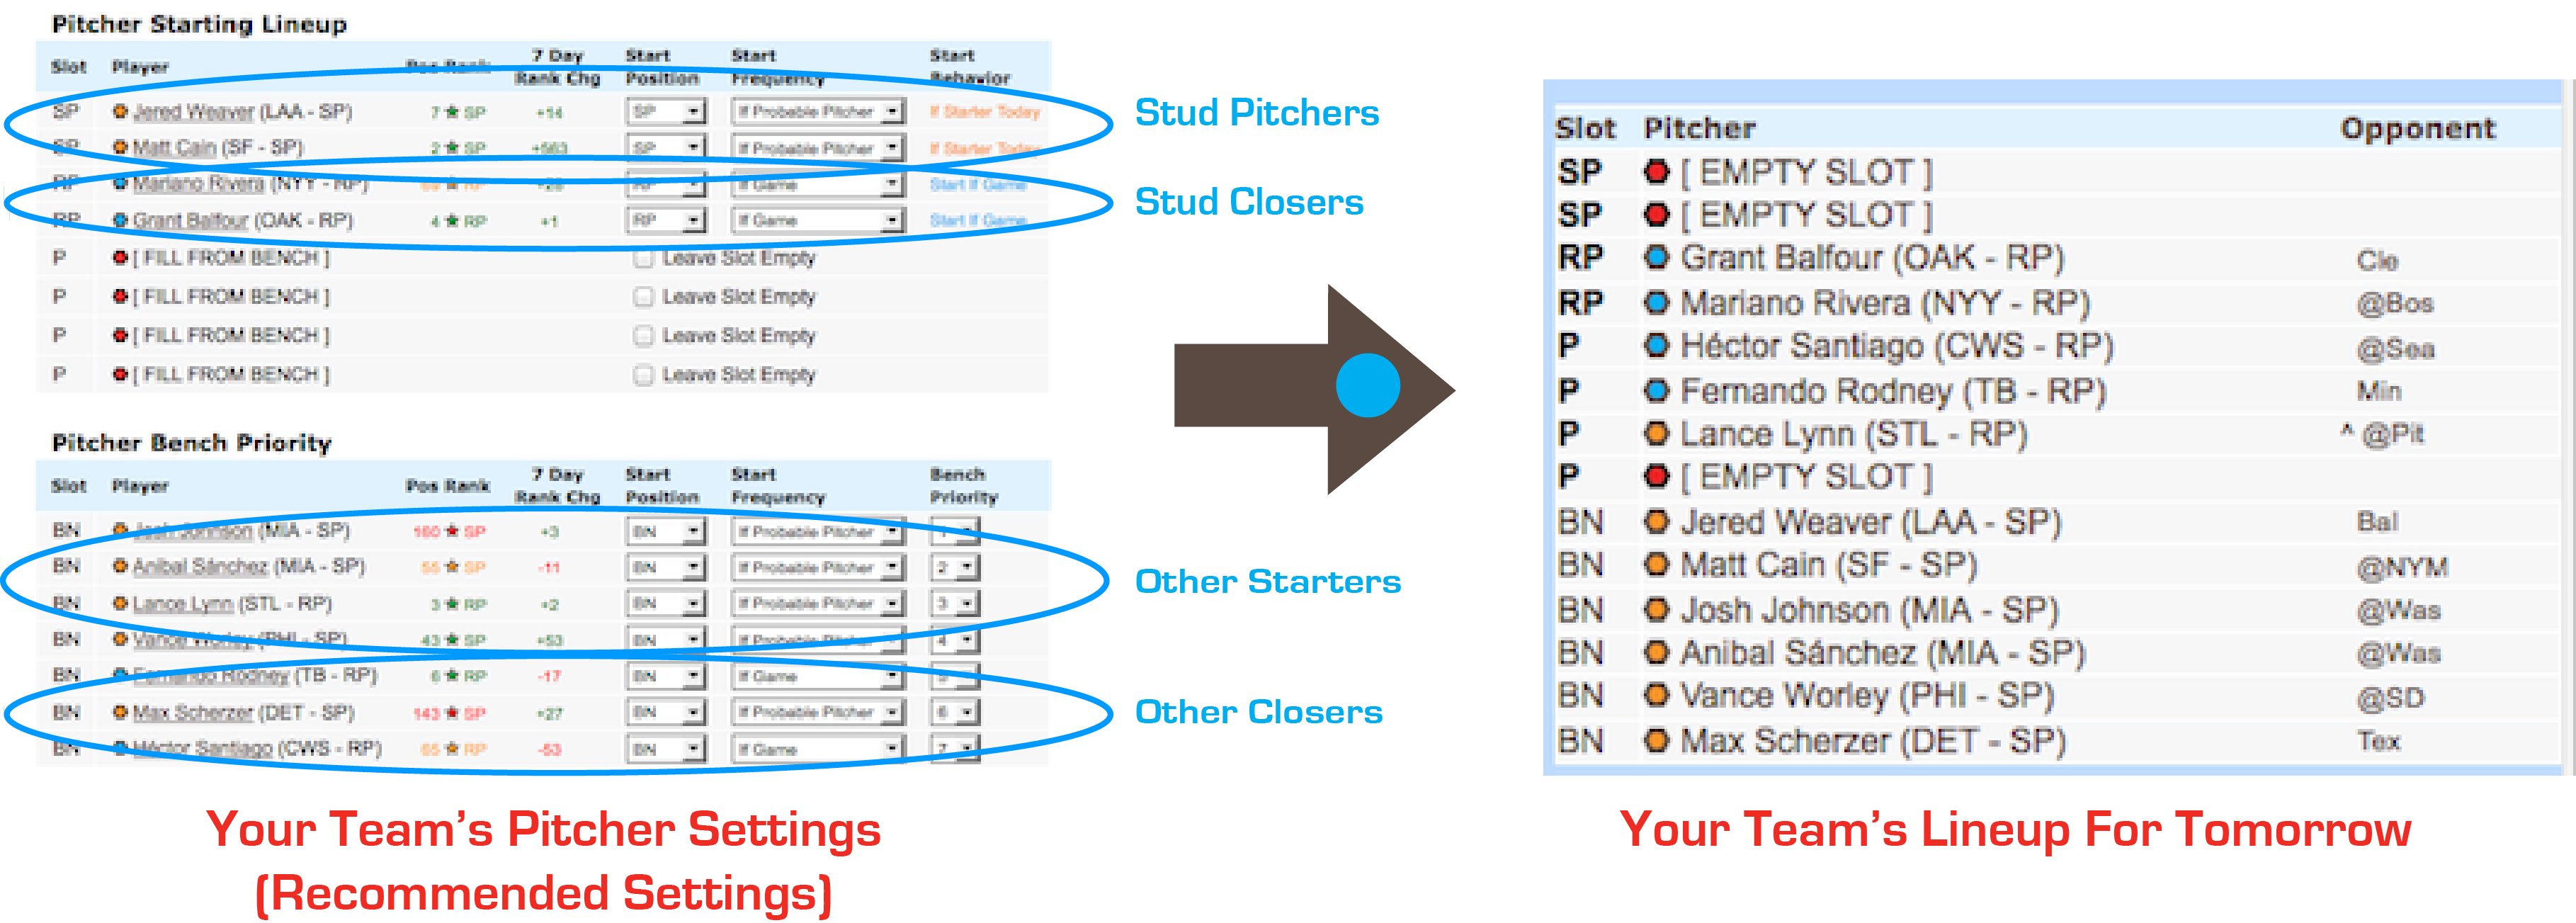 Pitcher Starting Lineup
Slot Player Pos Rank 7 Day Rank Chg Start Position Start Frequency Start Behavior
SP Jered Weaver (LAA - SP) 7 ★ SP +14 SP If Probable Pitcher If Starter Today
SP Matt Cain (SF - SP) 2 ★ SP +563 SP If Probable Pitcher If Starter Today
RP Mariano Rivera (NYY - RP) ★ RP RP If Game Start If Game
RP Grant Balfour (OAK - RP) 4 ★ RP +1 RP If Game Start If Game
P [ FILL FROM BENCH ] Leave Slot Empty
P [ FILL FROM BENCH ] Leave Slot Empty
P [ FILL FROM BENCH ] Leave Slot Empty
P [ FILL FROM BENCH ] Leave Slot Empty
Stud Pitchers
Stud Closers
Pitcher Bench Priority
Slot Player Pos Rank 7 Day Rank Chg Start Position Start Frequency Bench Priority
BN Josh Johnson (MIA - SP) 160 ★ SP +3 BN If Probable Pitcher 1
BN Anibal Sánchez (MIA - SP) 55 ★ SP -11 BN If Probable Pitcher 2
BN Lance Lynn (STL - RP) 3 ★ RP +2 BN If Probable Pitcher 3
BN Vance Worley (PHI - SP) 43 ★ SP +53 BN If Probable Pitcher 4
BN Fernando Rodney (TB - RP) 6 ★ RP -17 BN If Game 5
BN Max Scherzer (DET - SP) 143 ★ SP +27 BN If Probable Pitcher 6
BN Héctor Santiago (CWS - RP) 65 ★ RP -53 BN If Game 7
Other Starters
Other Closers
Your Team's Pitcher Settings
(Recommended Settings)
Slot Pitcher Opponent
SP [ EMPTY SLOT ]
SP [ EMPTY SLOT ]
RP Grant Balfour (OAK - RP) Cle
RP Mariano Rivera (NYY - RP) @Bos
P Héctor Santiago (CWS - RP) @Sea
P Fernando Rodney (TB - RP) Min
P Lance Lynn (STL - RP) ^ @Pit
P [ EMPTY SLOT ]
BN Jered Weaver (LAA - SP) Bal
BN Matt Cain (SF - SP) @NYM
BN Josh Johnson (MIA - SP) @Was
BN Anibal Sánchez (MIA - SP) @Was
BN Vance Worley (PHI - SP) @SD
BN Max Scherzer (DET - SP) Tex
Your Team's Lineup For Tomorrow